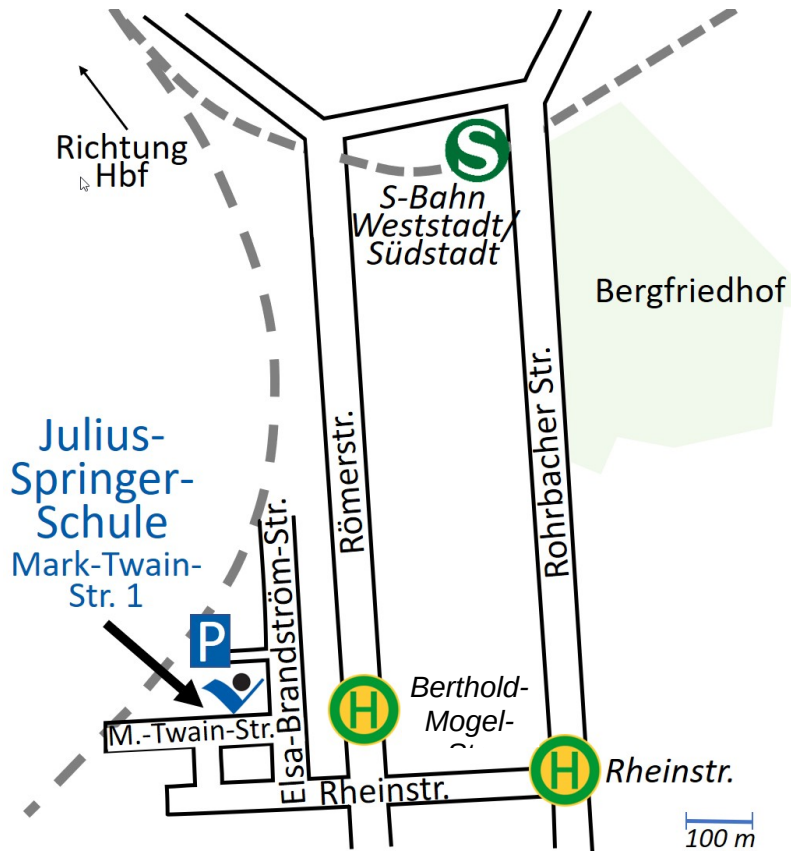 Richtung
Hbf
S
S-Bahn
Weststadt/
Südstadt
Bergfriedhof
Rohrbacher Str.
Römerstr.
Julius-
Springer-
Schule
Mark-Twain-
Str. 1
Elsa-Brandström-Str.
P
Berthold-
Mogel-
H
M.-Twain-Str.
H
Rheinstr.
Rheinstr.
100 m